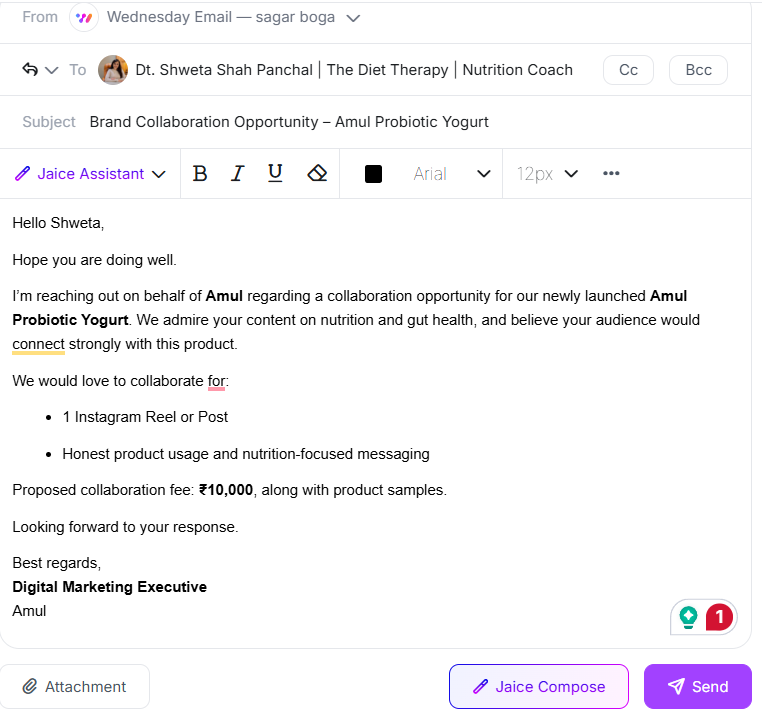 From Wednesday Email — sagar boga
To Dt. Shweta Shah Panchal | The Diet Therapy | Nutrition Coach Cc Bcc
Subject Brand Collaboration Opportunity – Amul Probiotic Yogurt
Jaice Assistant B I U Arial 12px •••
Hello Shweta,
Hope you are doing well.
I’m reaching out on behalf of Amul regarding a collaboration opportunity for our newly launched Amul
Probiotic Yogurt. We admire your content on nutrition and gut health, and believe your audience would
connect strongly with this product.
We would love to collaborate for:
• 1 Instagram Reel or Post
• Honest product usage and nutrition-focused messaging
Proposed collaboration fee: ₹10,000, along with product samples.
Looking forward to your response.
Best regards,
Digital Marketing Executive
Amul
1
Attachment Jaice Compose Send